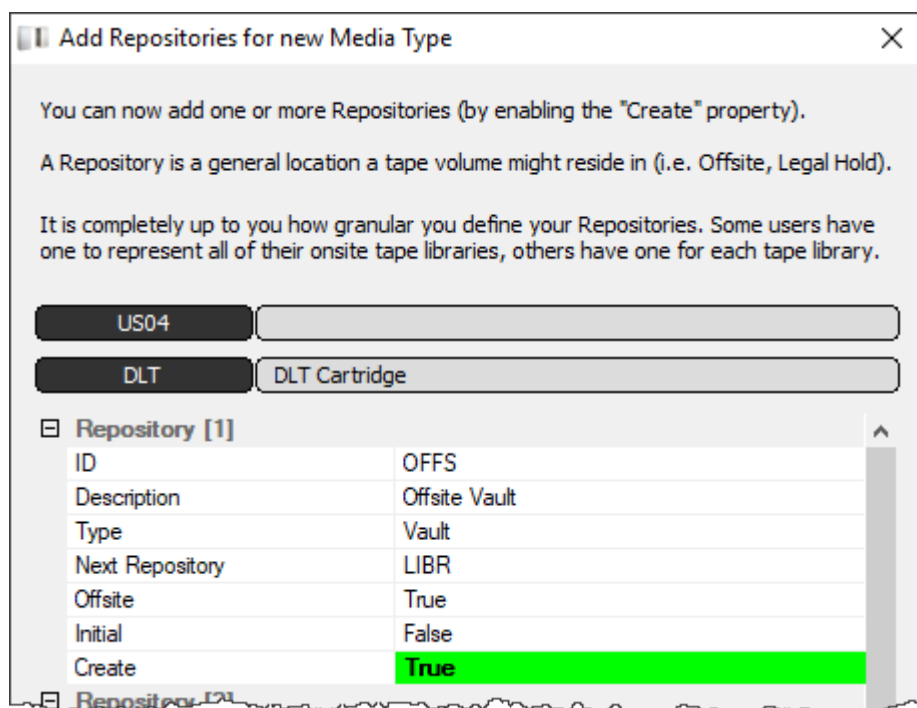 Add Repositories for new Media Type
You can now add one or more Repositories (by enabling the "Create" property).
A Repository is a general location a tape volume might reside in (i.e. Offsite, Legal Hold).
It is completely up to you how granular you define your Repositories. Some users have
one to represent all of their onsite tape libraries, others have one for each tape library.
US04
DLT DLT Cartridge
Repository [1]
ID OFFS
Description Offsite Vault
Type Vault
Next Repository LIBR
Offsite True
Initial False
Create True
Repository [2]